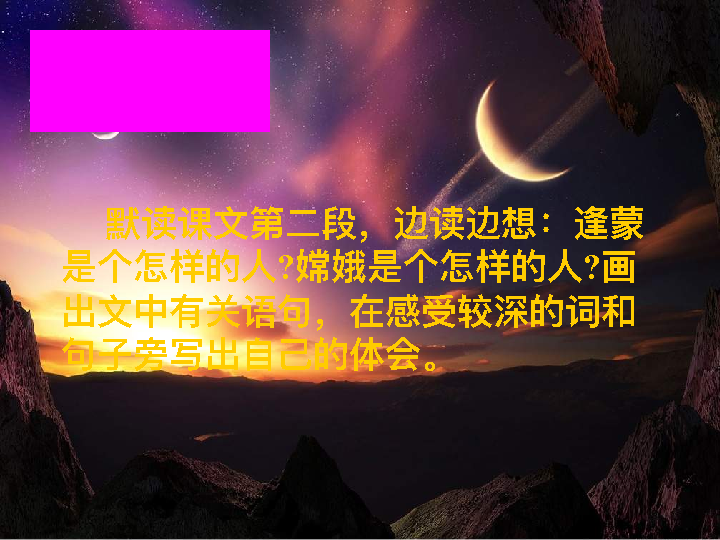 默读课文第二段，边读边想：逢蒙
是个怎样的人?嫦娥是个怎样的人?画
出文中有关语句，在感受较深的词和
句子旁写出自己的体会。